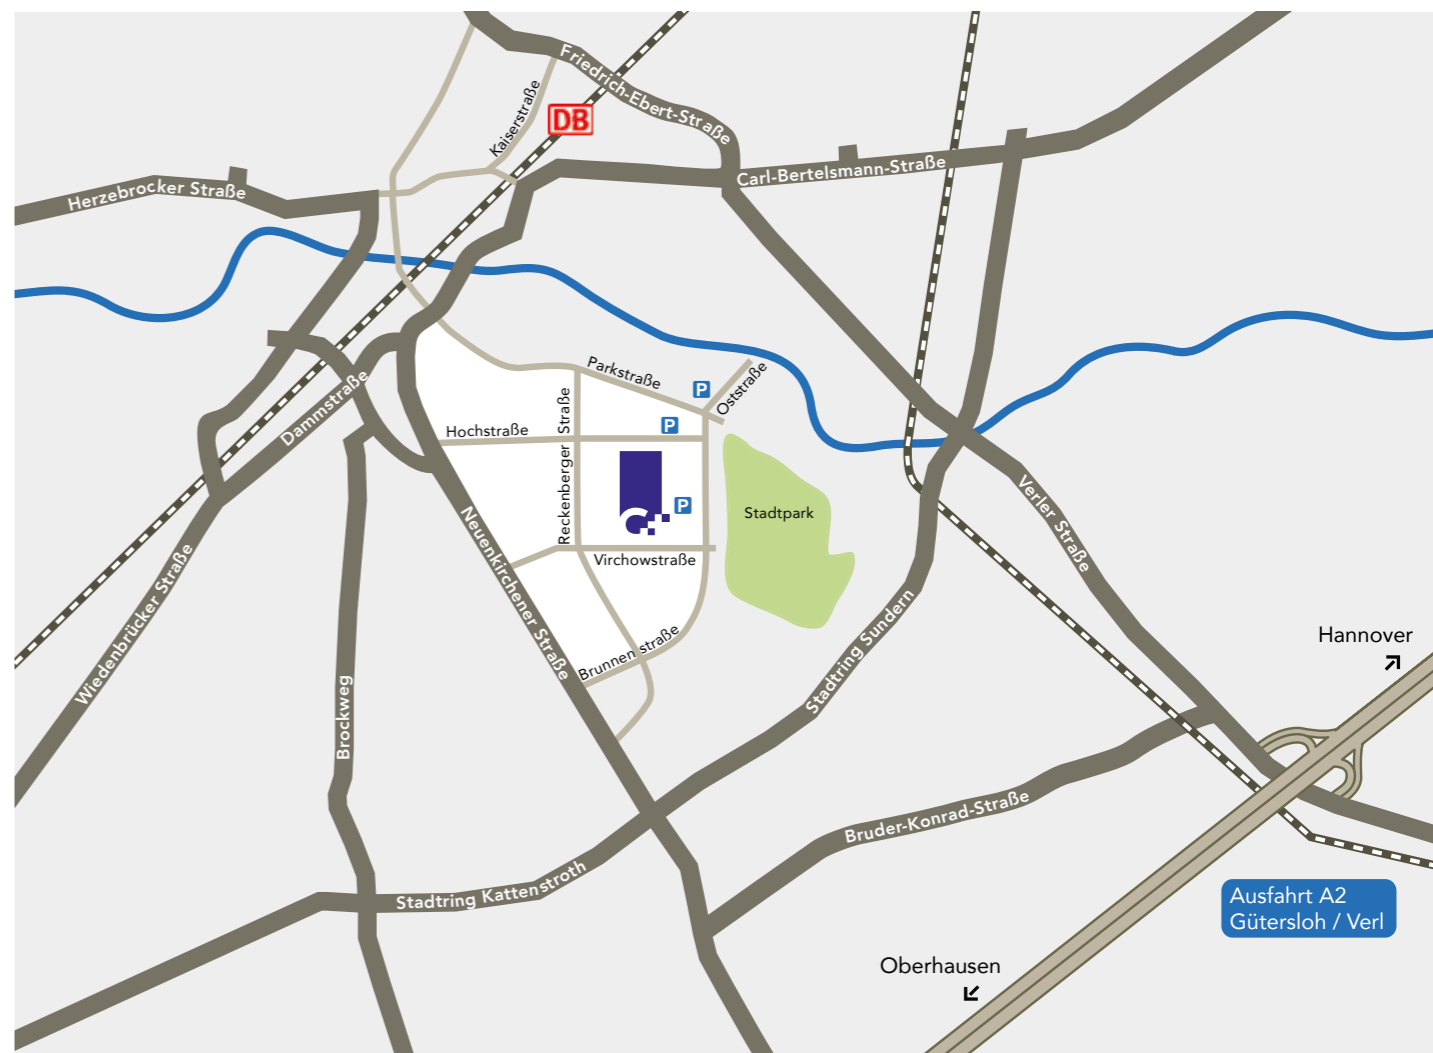 Friedrich-Ebert-Straße
Kaiserstraße
DB
Carl-Bertelsmann-Straße
Herzebrocker Straße
Parkstraße
P
Oststraße
Dammstraße
Hochstraße
P
Reckenberger Straße
P
Stadtpark
Neuenkirchener Straße
Virchowstraße
Verler Straße
Wiedenbrücker Straße
Brunnenstraße
Stadtring Sundern
Hannover
Brockweg
Bruder-Konrad-Straße
Stadtring Kattenstroth
Ausfahrt A2
Gütersloh / Verl
Oberhausen